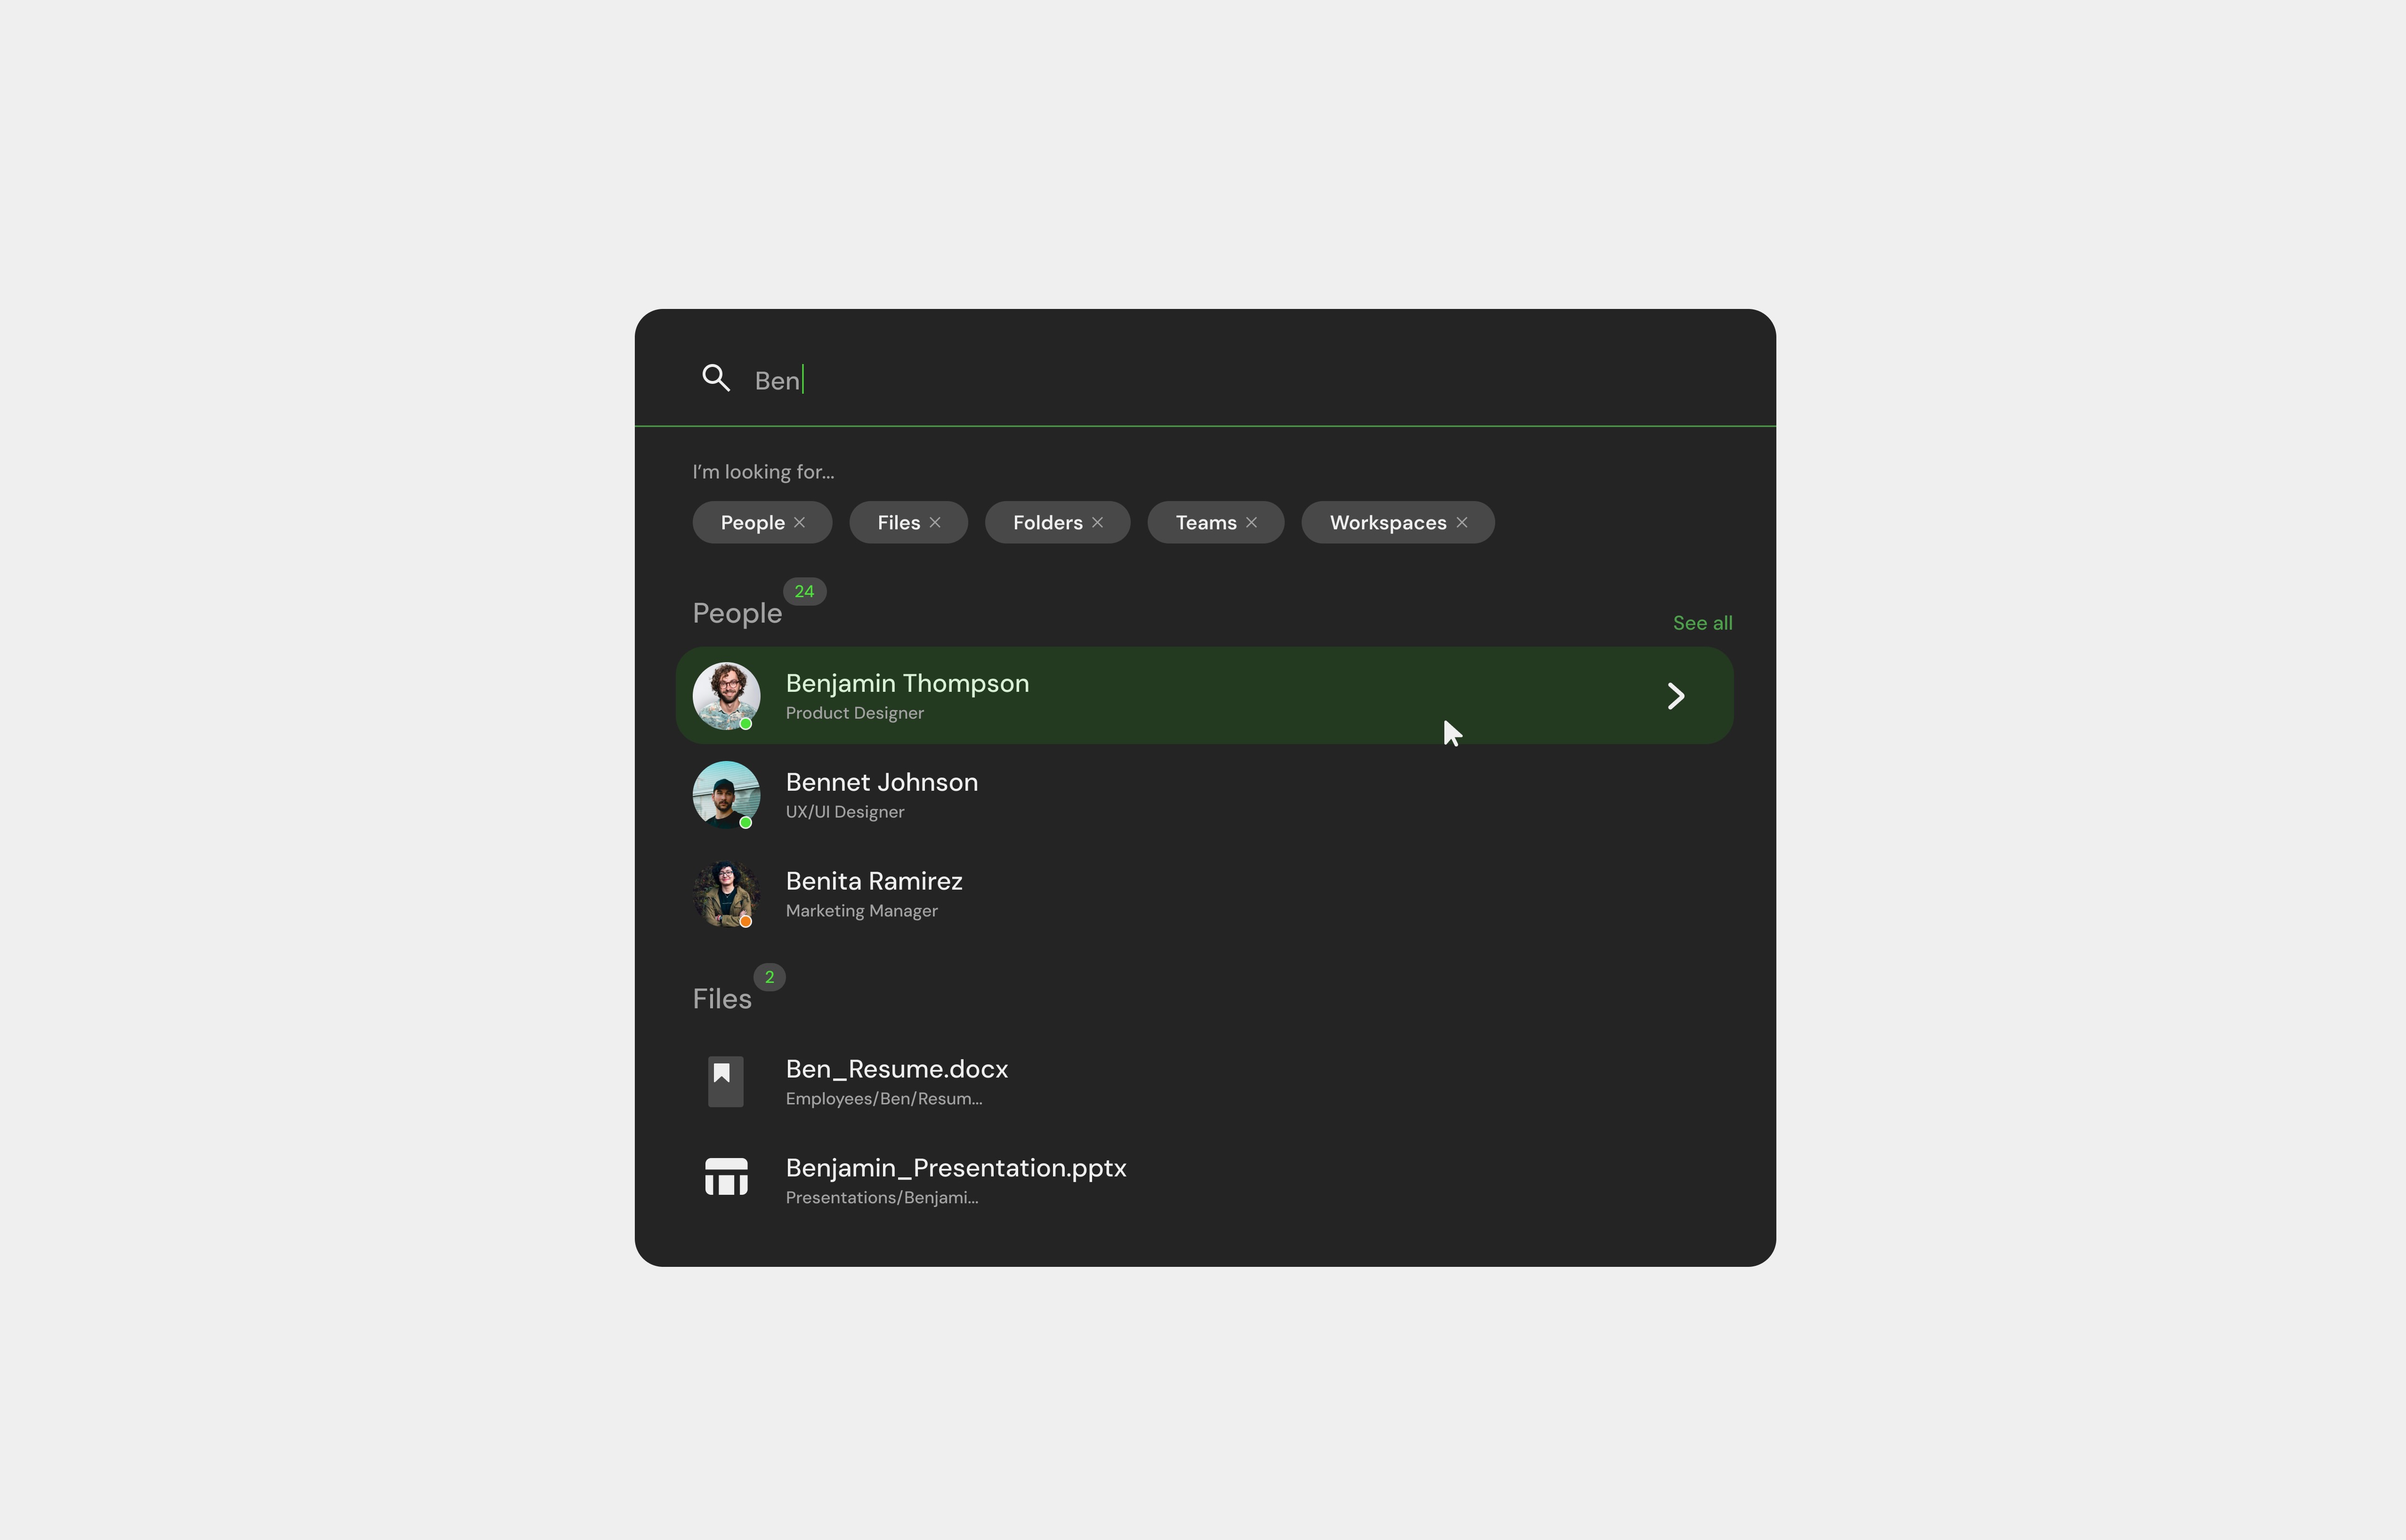 Ben
I’m looking for...
People
Files
Folders
Teams
Workspaces
People
24
See all
Benjamin Thompson
Product Designer
Bennet Johnson
UX/UI Designer
Benita Ramirez
Marketing Manager
Files
2
Ben_Resume.docx
Employees/Ben/Resum...
Benjamin_Presentation.pptx
Presentations/Benjami...